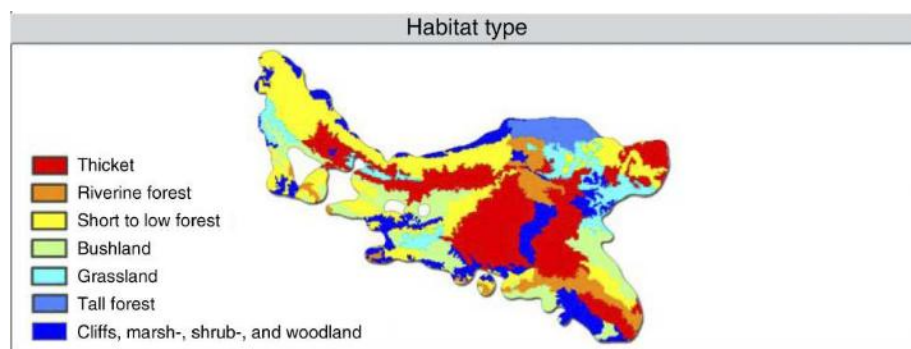 Habitat type
Thicket
Riverine forest
Short to low forest
Bushland
Grassland
Tall forest
Cliffs, marsh-, shrub-, and woodland